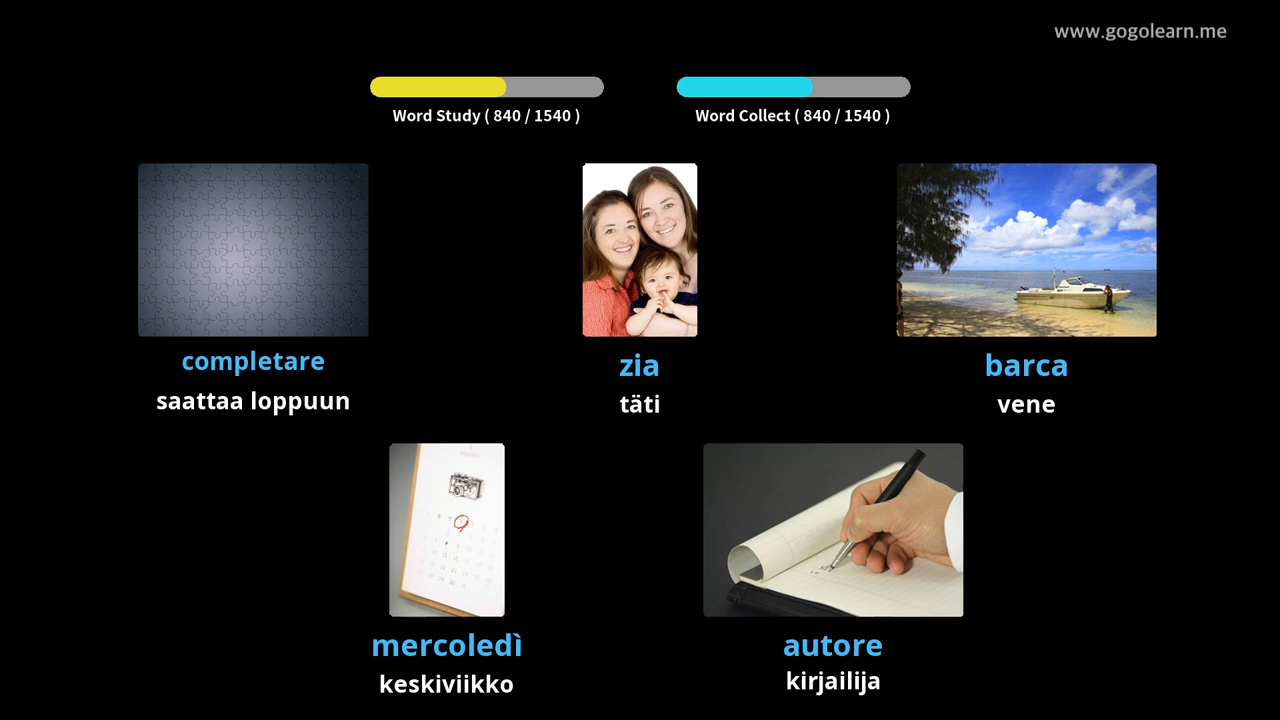 www.gogolearn.me
Word Study ( 840 / 1540 )
Word Collect ( 840 / 1540 )
completare
saattaa loppuun
zia
täti
barca
vene
mercoledì
keskiviikko
autore
kirjailija